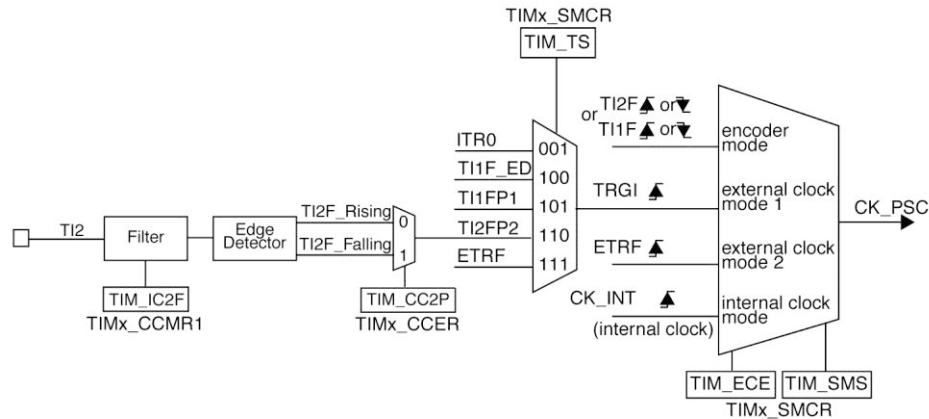 TIMx_SMCR
TIM_TS
or TI2F or
TI1F or
encoder
mode
ITR0
001
TI1F_ED
100
TI1FP1
101
TRGI
external clock
mode 1
CK_PSC
TI2
Filter
Edge
Detector
TI2F_Rising
0
TI2F_Falling
1
TI2FP2
110
ETRF
111
ETRF
external clock
mode 2
TIM_IC2F
TIMx_CCMR1
TIM_CC2P
TIMx_CCER
CK_INT
(internal clock)
internal clock
mode
TIM_ECE
TIM_SMS
TIMx_SMCR